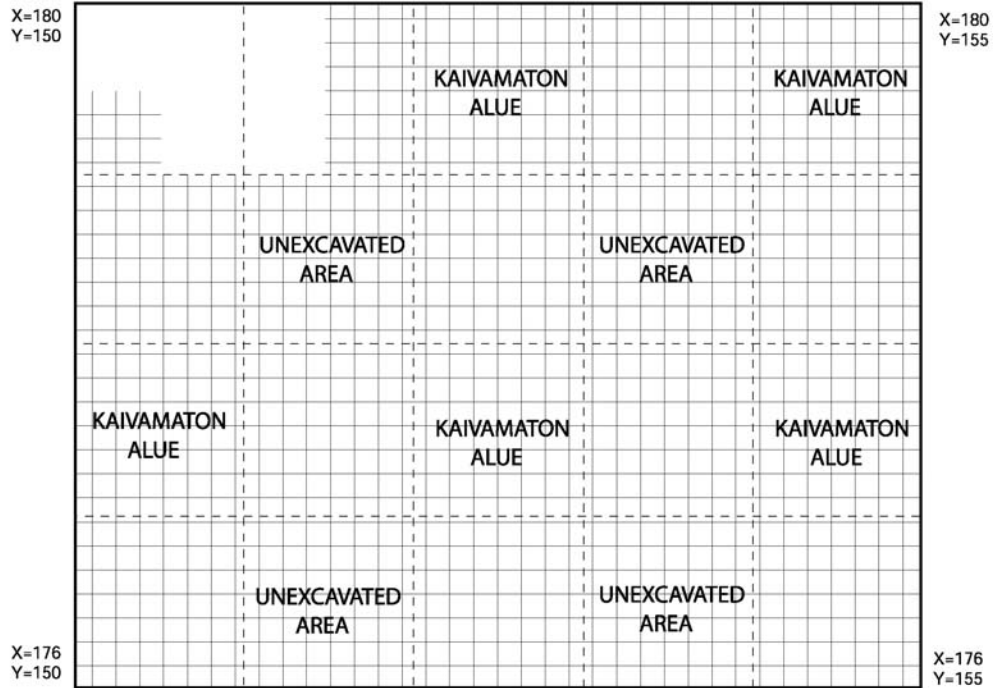 X=180
Y=150
X=180
Y=155
KAIVAMATON
ALUE
KAIVAMATON
ALUE
UNEXCAVATED
AREA
UNEXCAVATED
AREA
KAIVAMATON
ALUE
KAIVAMATON
ALUE
KAIVAMATON
ALUE
UNEXCAVATED
AREA
UNEXCAVATED
AREA
X=176
Y=150
X=176
Y=155